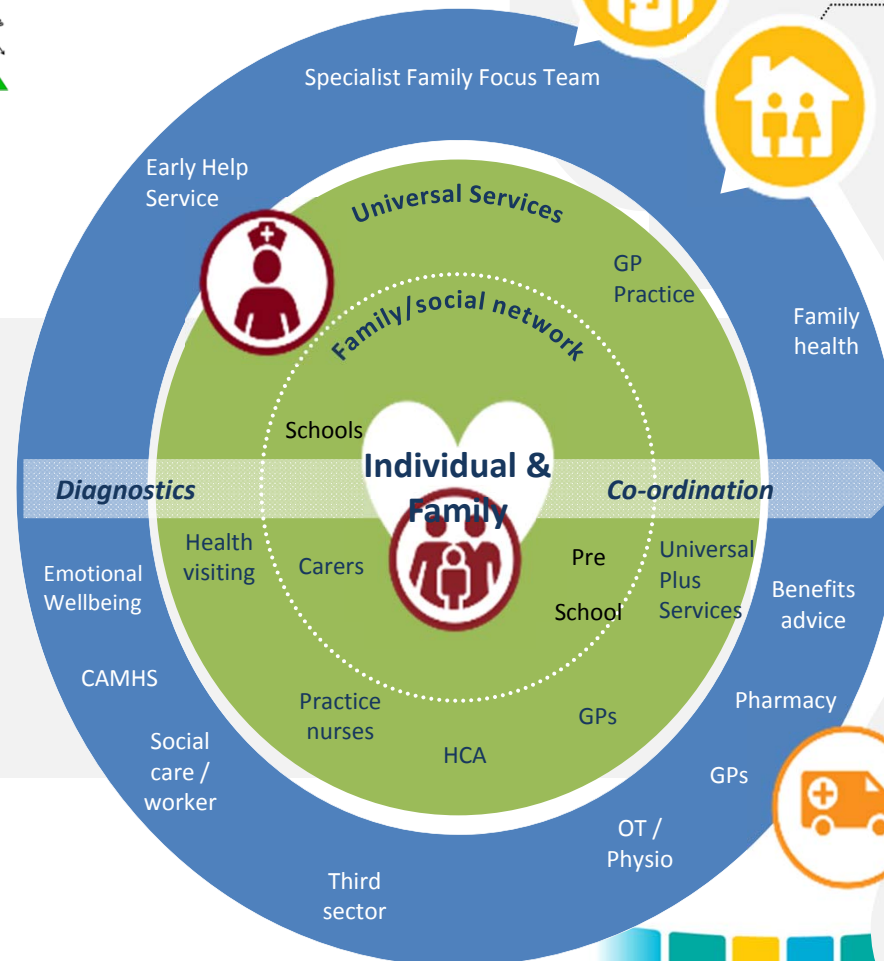 Specialist Family Focus Team
Early Help
Service
Universal Services
GP
Practice
Family/social network
Family
health
Schools
Individual &
Family
Diagnostics
Co-ordination
Health
visiting
Carers
Pre
School
Universal
Plus
Services
Emotional
Wellbeing
Benefits
advice
CAMHS
Practice
nurses
GPs
Pharmacy
Social
care /
worker
HCA
GPs
OT /
Physio
Third
sector